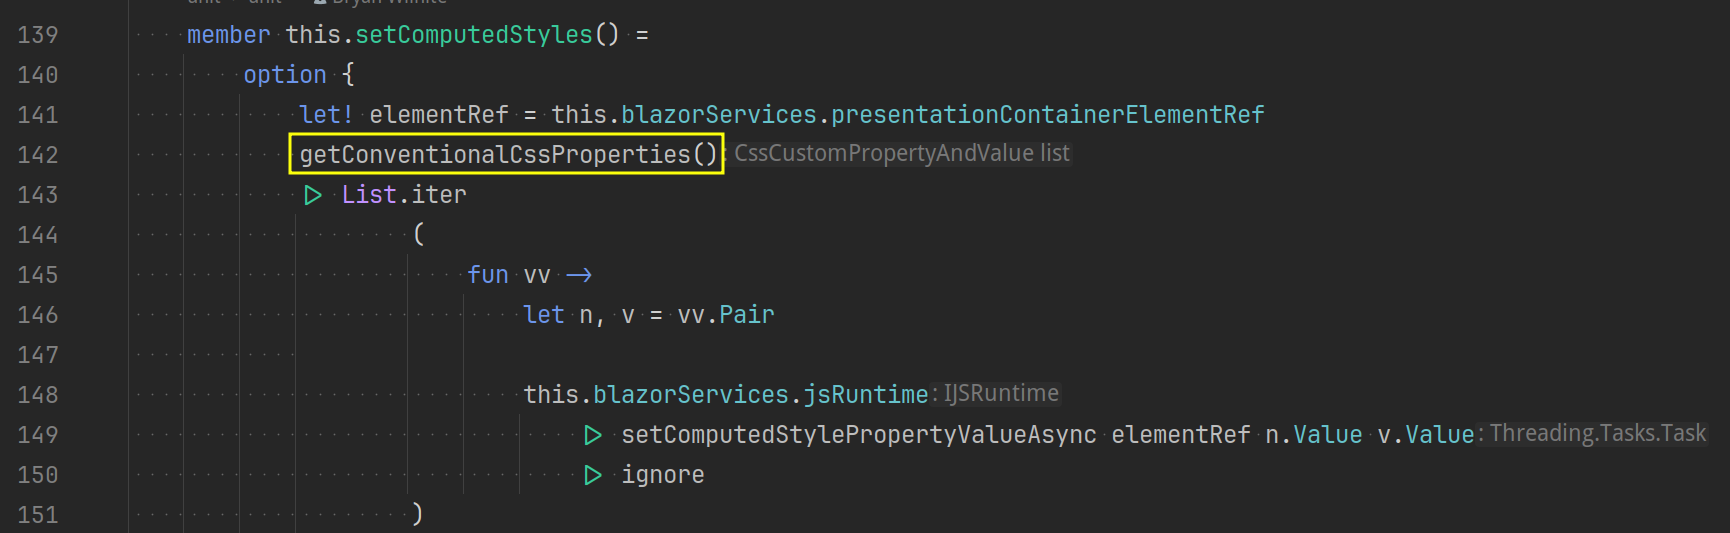 139 member this.setComputedStyles() =
140 option {
141 let! elementRef = this.blazorServices.presentationContainerElementRef
142 getConventionalCssProperties() : CssCustomPropertyAndValue list
143 |> List.iter
144 (
145 fun vv ->
146 let n, v = vv.Pair
147
148 this.blazorServices.jsRuntime : IJSRuntime
149 |> setComputedStylePropertyValueAsync elementRef n.Value v.Value : Threading.Tasks.Task
150 |> ignore
151 )